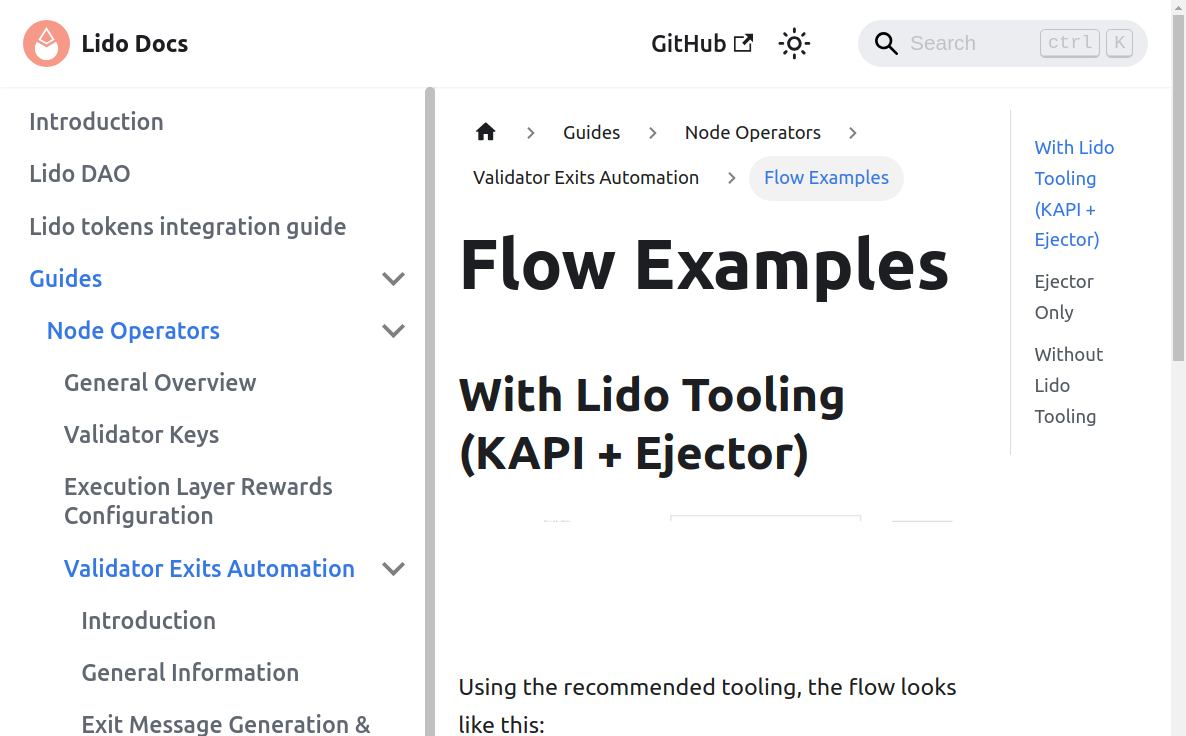 Lido Docs
GitHub
Search
ctrl K
Introduction
Lido DAO
Lido tokens integration guide
Guides
Node Operators
General Overview
Validator Keys
Execution Layer Rewards
Configuration
Validator Exits Automation
Introduction
General Information
Exit Message Generation &
Guides
Node Operators
Validator Exits Automation
Flow Examples
Flow Examples
With Lido Tooling
(KAPI + Ejector)
Using the recommended tooling, the flow looks
like this:
With Lido
Tooling
(KAPI +
Ejector)
Ejector
Only
Without
Lido
Tooling